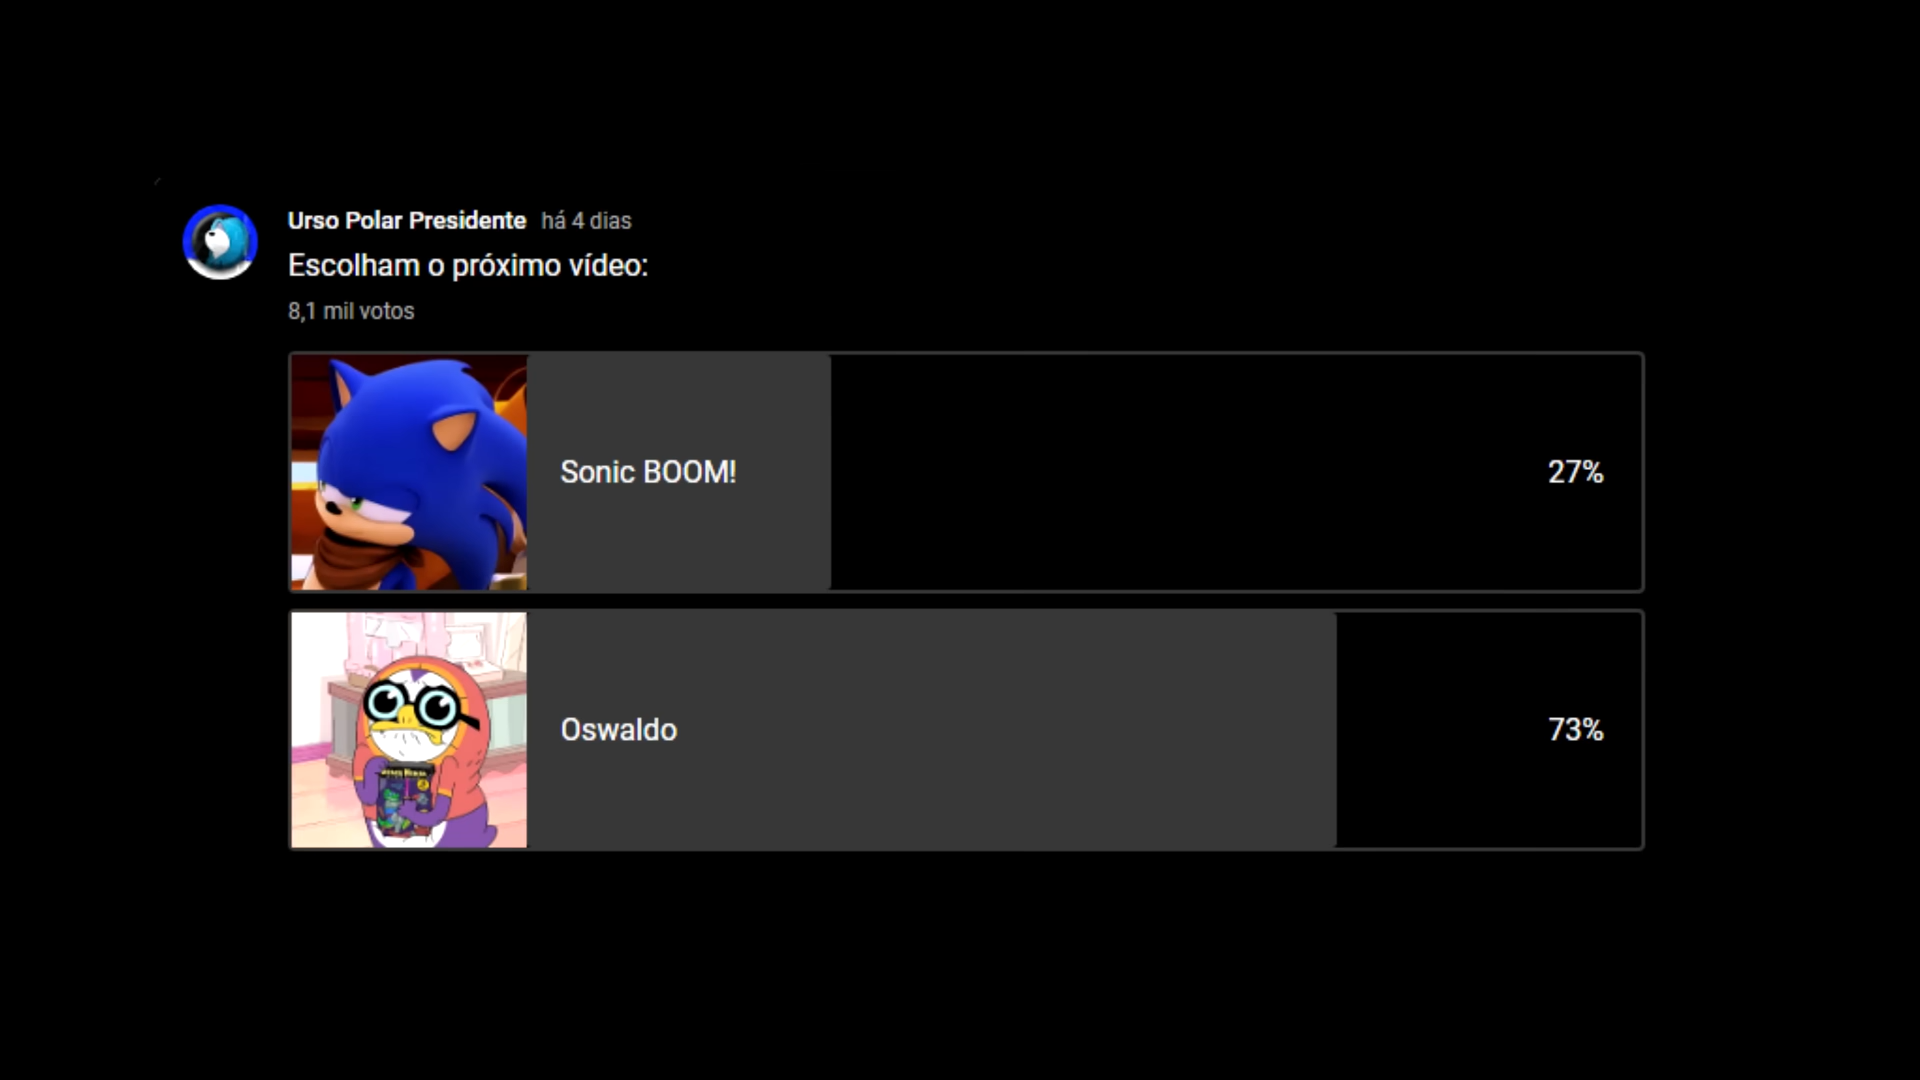 Urso Polar Presidente há 4 dias
Escolham o próximo vídeo:
8,1 mil votos
Sonic BOOM! 27%
Oswaldo 73%